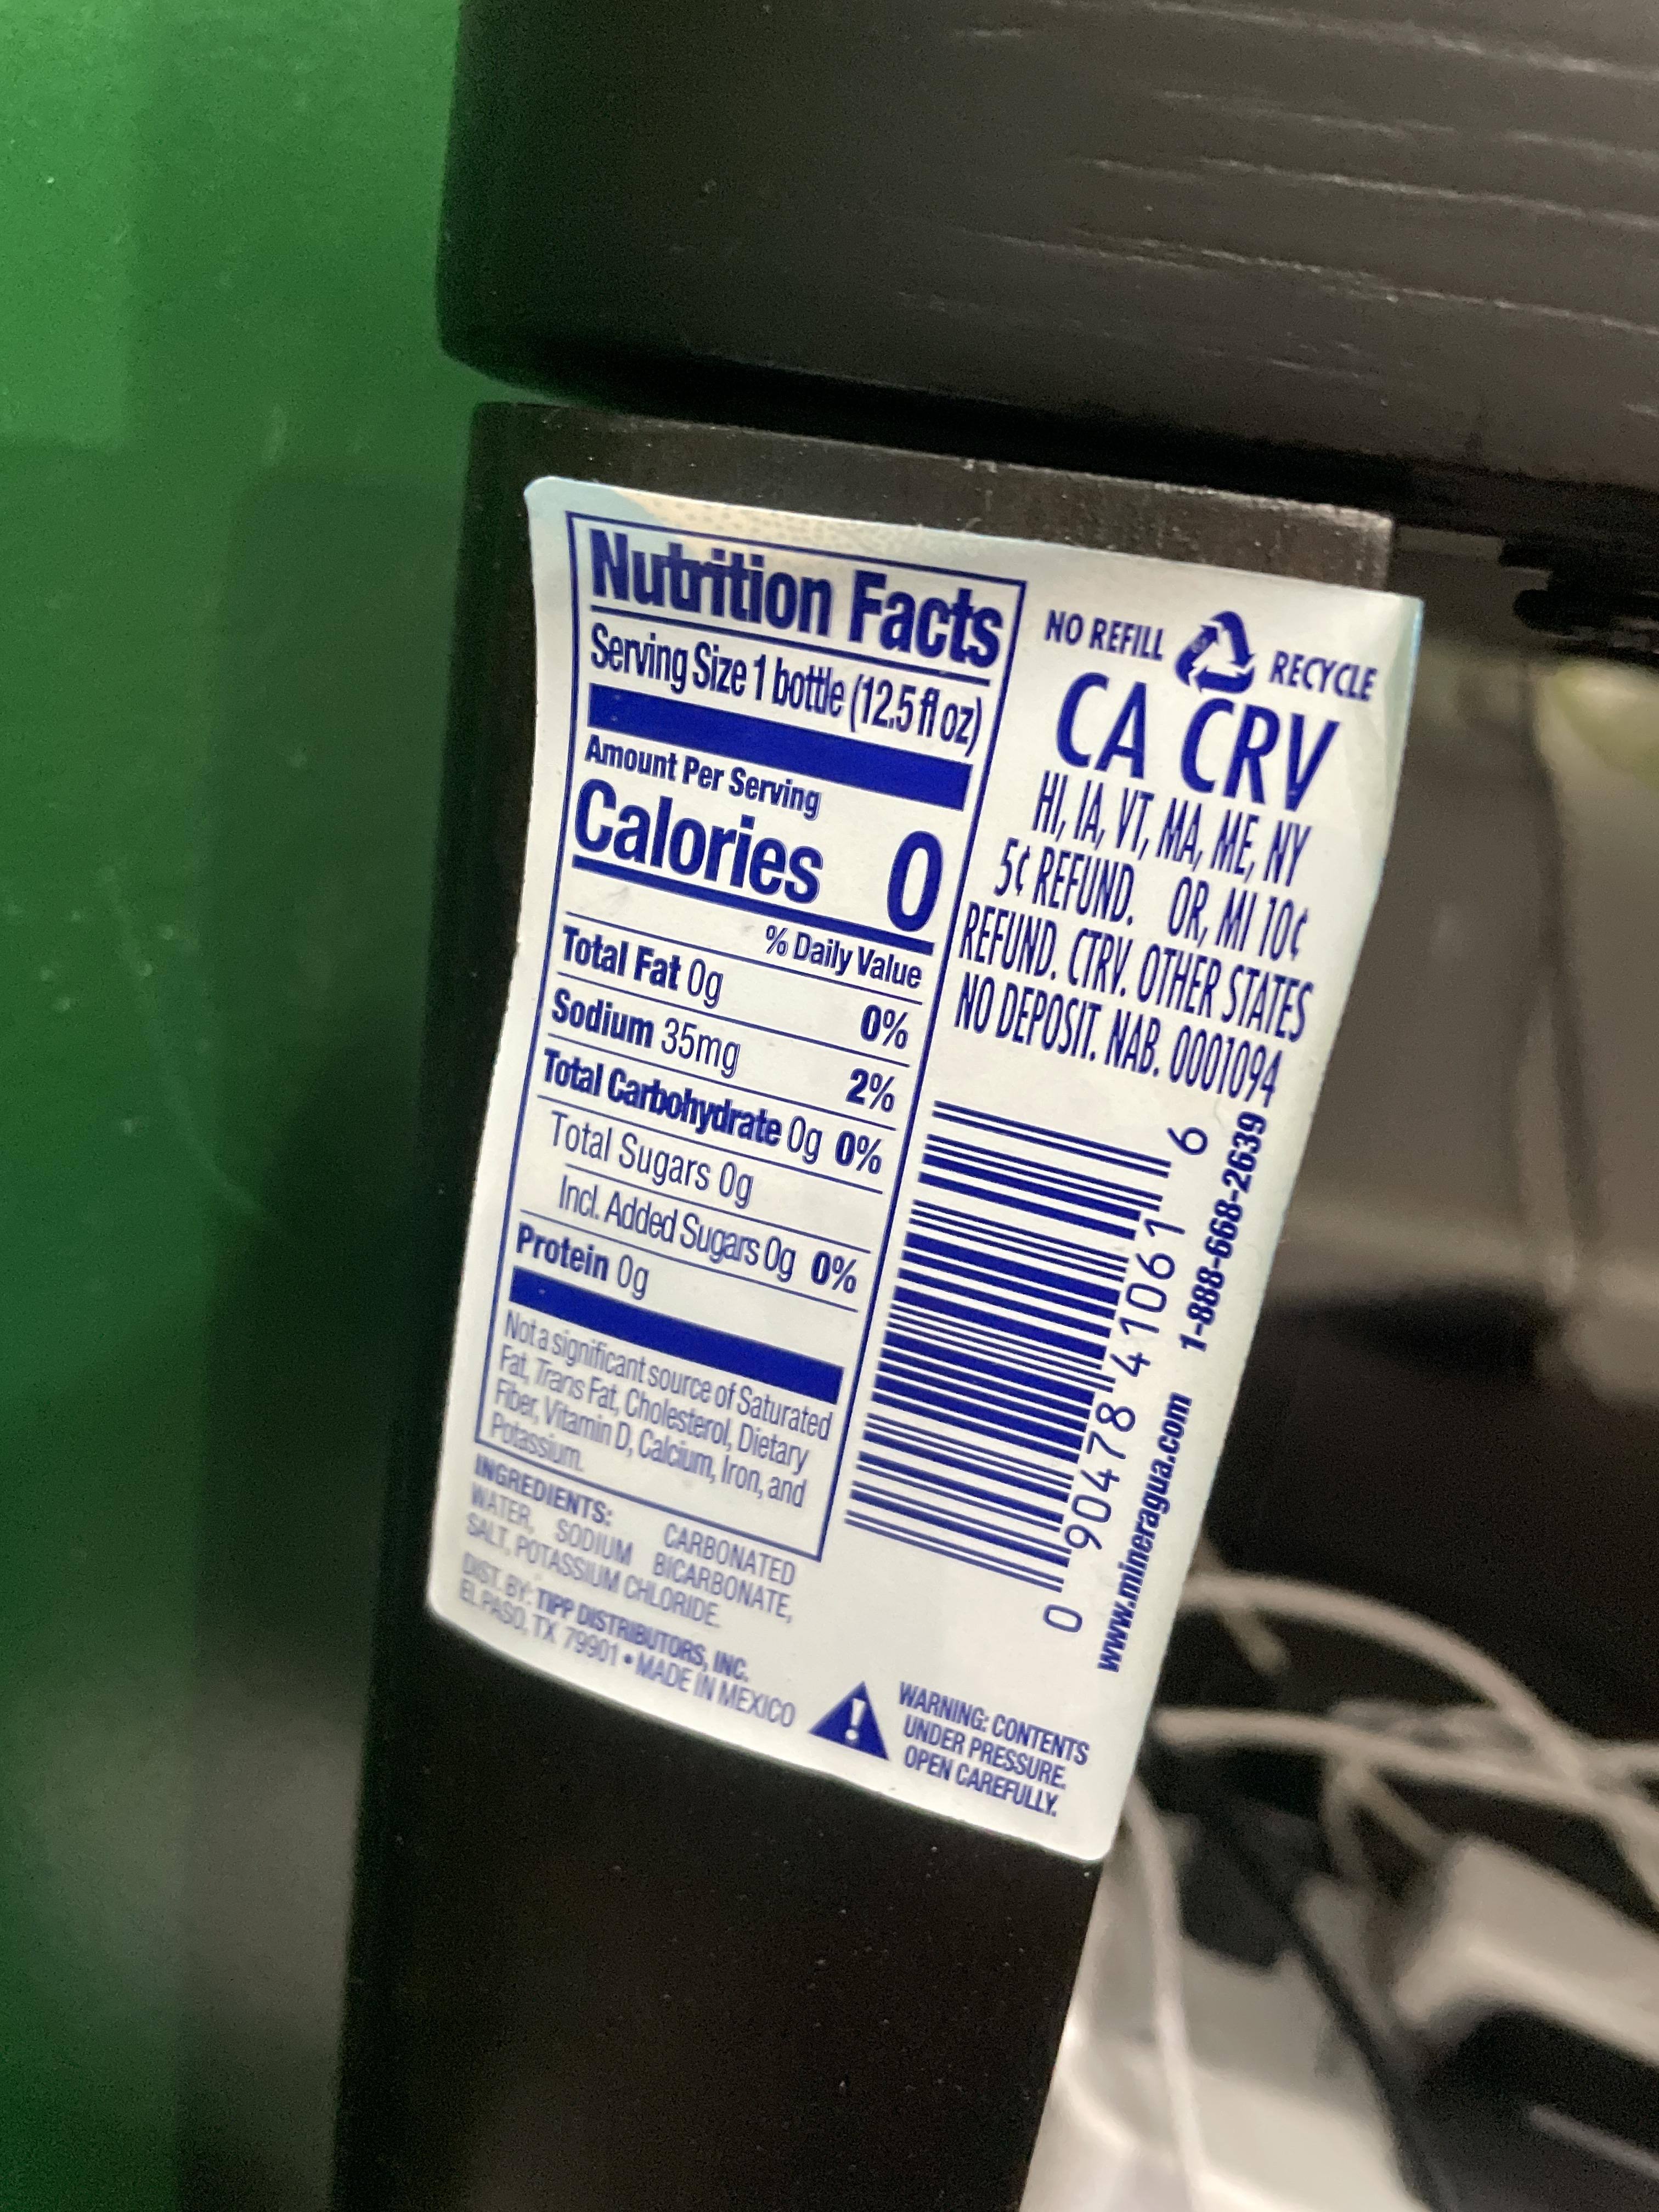 Nutrition Facts
Serving Size 1 bottle (12.5 fl oz)
Amount Per Serving
Calories 0
% Daily Value
Total Fat 0g 0%
Sodium 35mg 2%
Total Carbohydrate 0g 0%
Total Sugars 0g
Incl. Added Sugars 0g 0%
Protein 0g
Not a significant source of Saturated
Fat, Trans Fat, Cholesterol, Dietary
Fiber, Vitamin D, Calcium, Iron, and
Potassium.
INGREDIENTS: CARBONATED
WATER, SODIUM BICARBONATE,
SALT, POTASSIUM CHLORIDE.
DIST. BY: TIPP DISTRIBUTORS, INC.
EL PASO, TX 79901 • MADE IN MEXICO
NO REFILL RECYCLE
CA CRV
HI, IA, VT, MA, ME, NY
5¢ REFUND. OR, MI 10¢
REFUND. CTRV. OTHER STATES
NO DEPOSIT. NAB. 0001094
0 90478 41061 6
www.mineragua.com 1-888-668-2639
WARNING: CONTENTS
UNDER PRESSURE.
OPEN CAREFULLY.